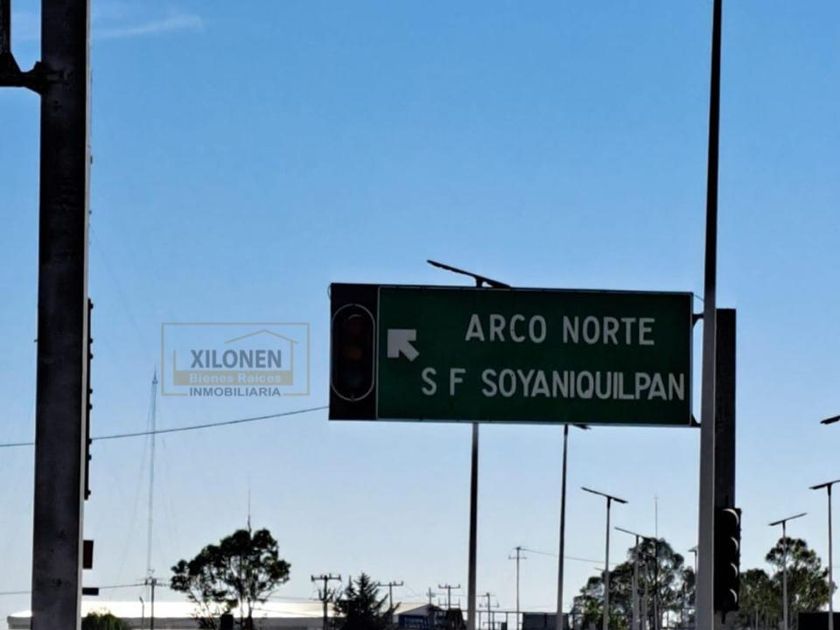 ARCO NORTE
S F SOYANIQUILPAN
XILONEN
Bienes Raíces
INMOBILIARIA